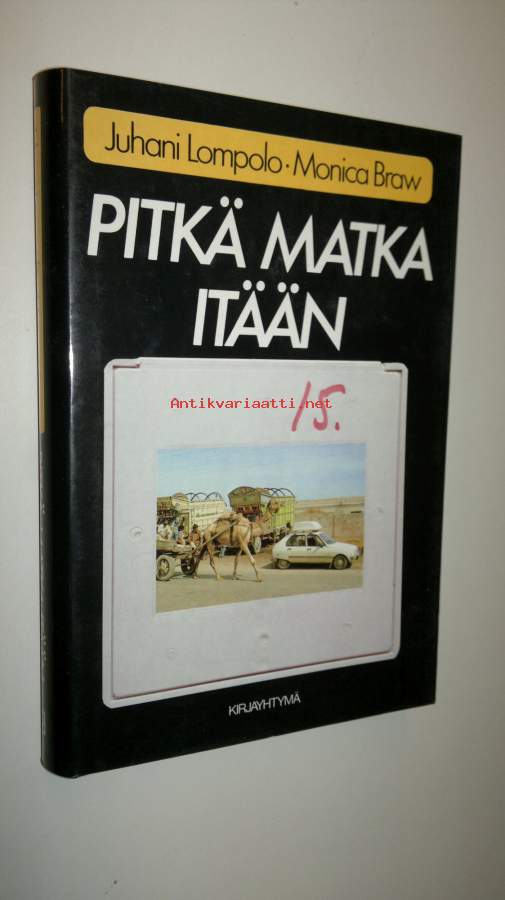 Juhani Lompolo · Monica Braw
PITKÄ MATKA
ITÄÄN
Antikvariaatti.net
15.
KIRJAYHTYMÄ